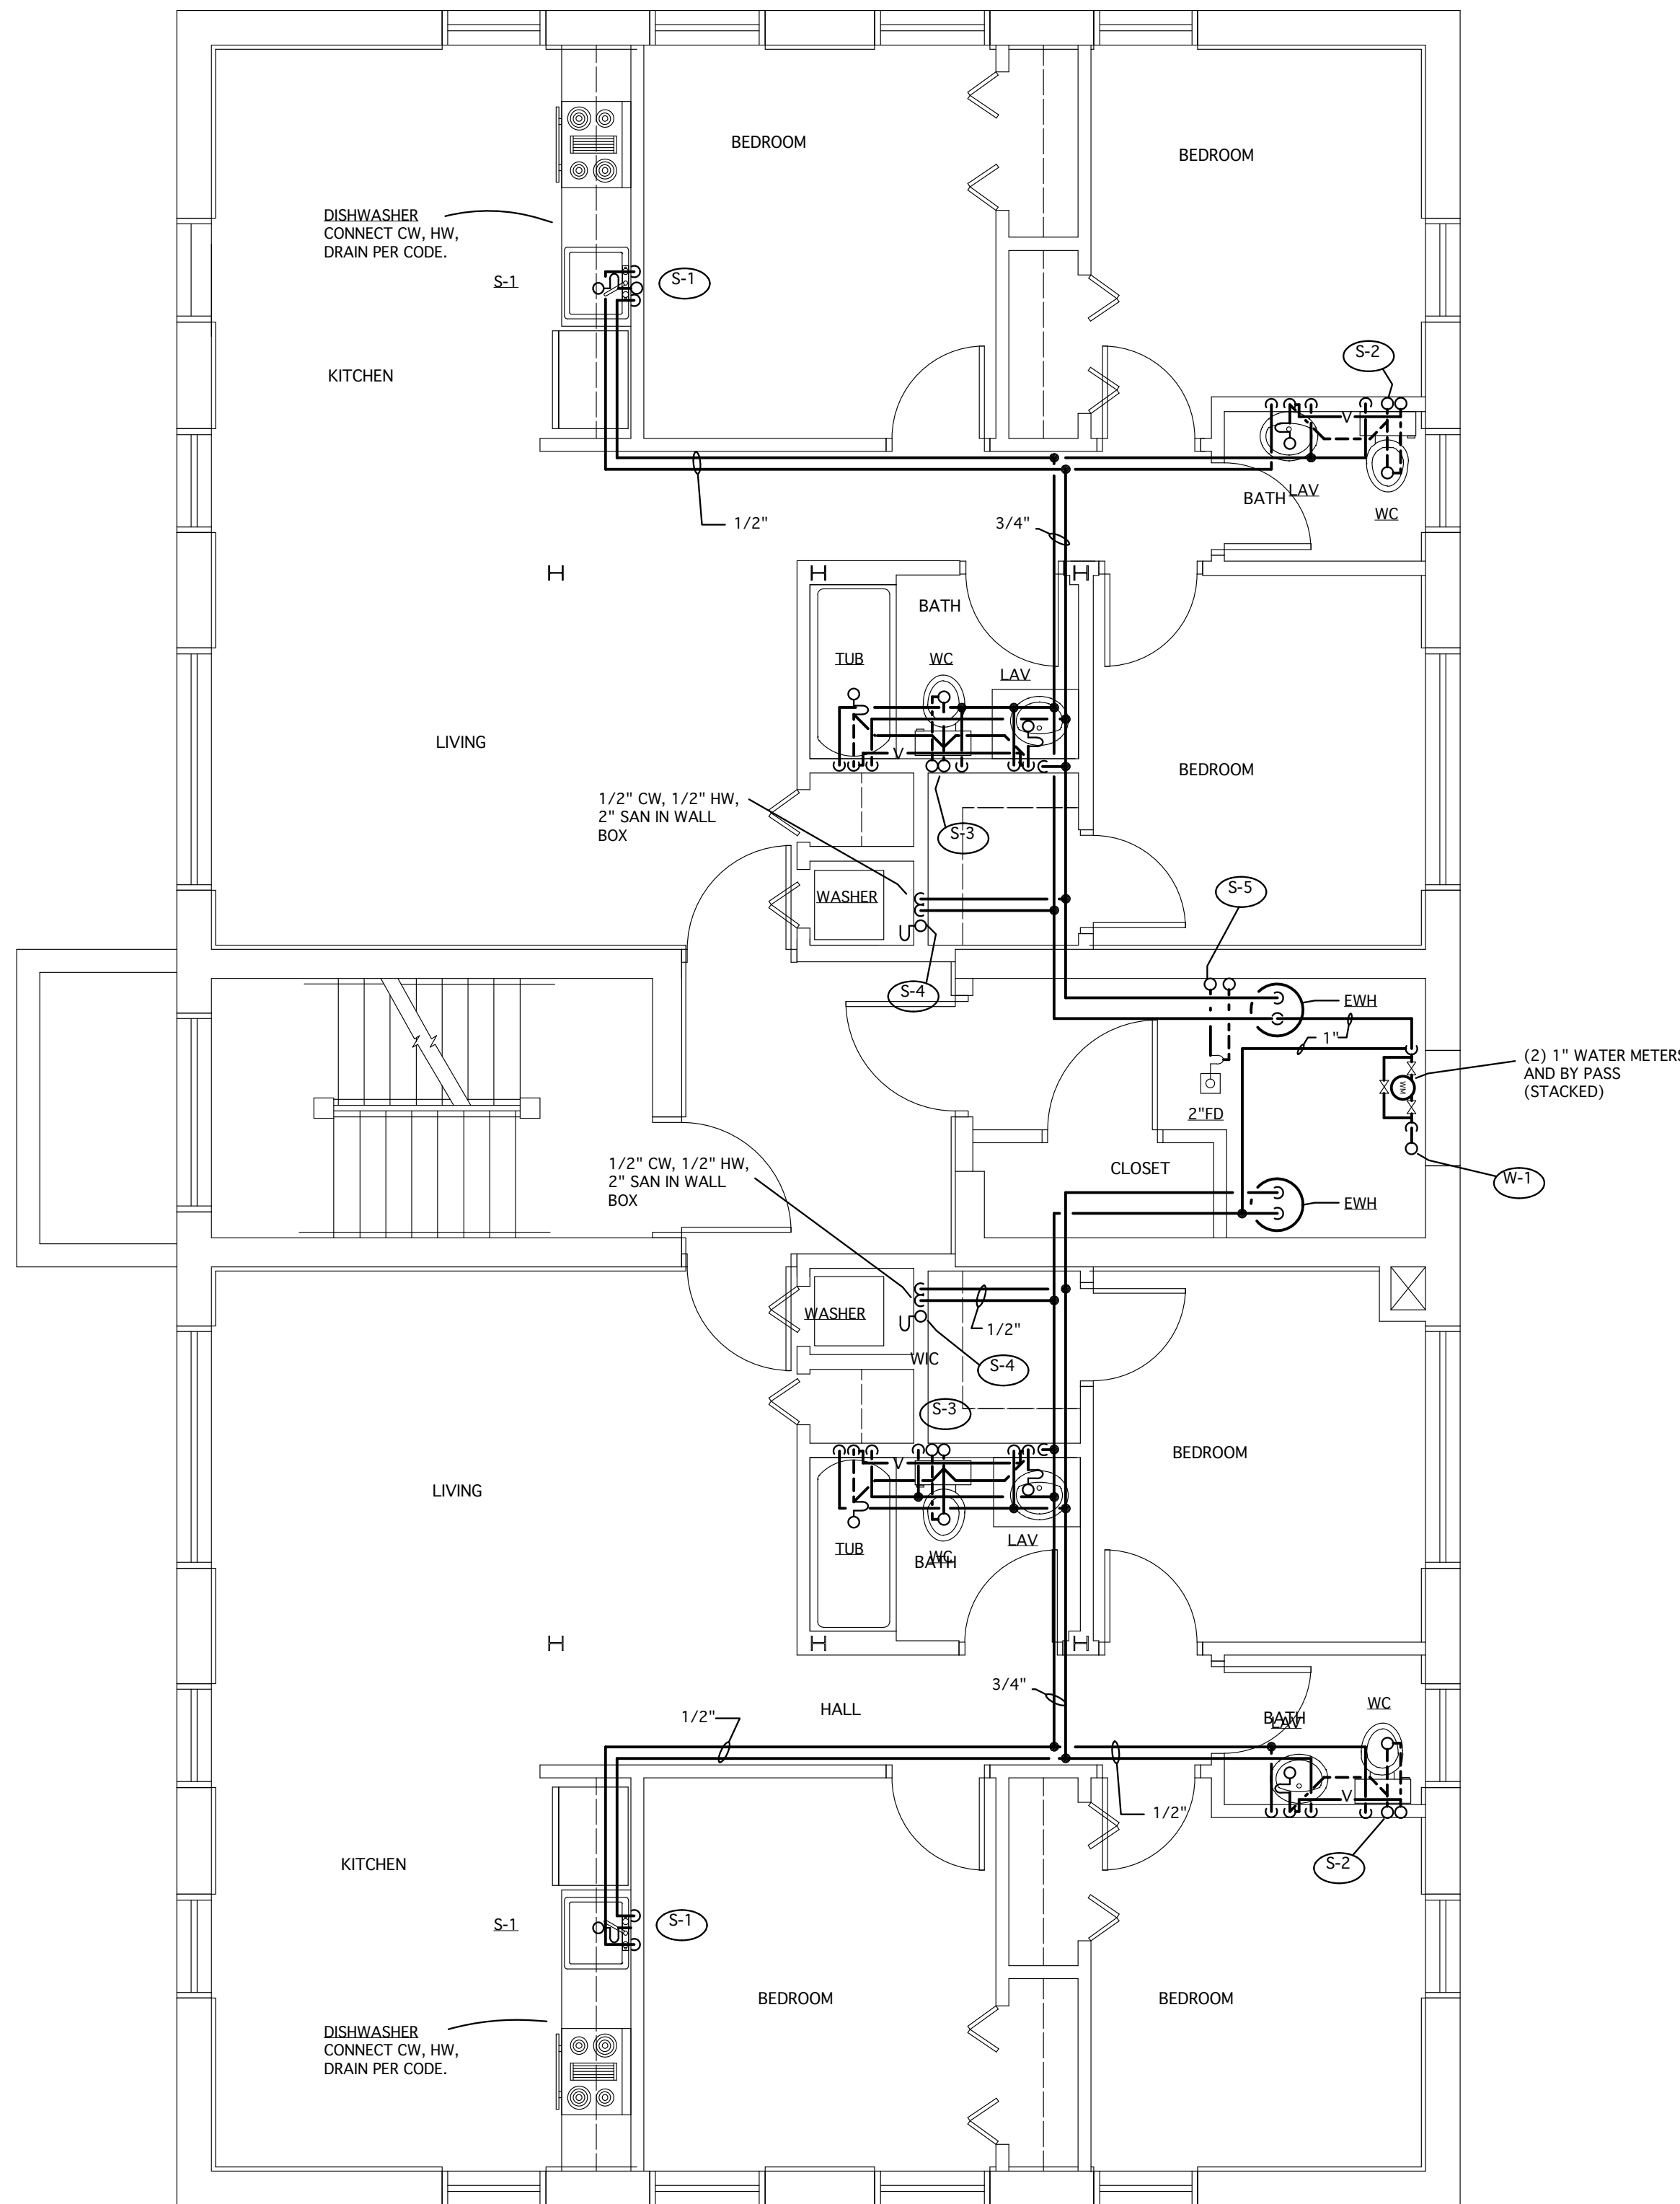 BEDROOM
BEDROOM
DISHWASHER
CONNECT CW, HW,
DRAIN PER CODE.
S-1
S-1
KITCHEN
S-2
LAV
BATH
WC
1/2"
3/4"
H
H
H
BATH
TUB
WC
LAV
V
V
LIVING
BEDROOM
1/2" CW, 1/2" HW,
2" SAN IN WALL
BOX
S-3
WASHER
S-5
S-4
EWH
1"
(2) 1" WATER METERS
AND BY PASS
(STACKED)
WM
2"FD
1/2" CW, 1/2" HW,
2" SAN IN WALL
BOX
CLOSET
W-1
EWH
WASHER
1/2"
WIC
S-4
S-3
BEDROOM
V
LIVING
TUB
WC
BATH
LAV
H
H
H
3/4"
HALL
1/2"
WC
BATH
LAV
V
1/2"
KITCHEN
S-2
S-1
S-1
BEDROOM
BEDROOM
DISHWASHER
CONNECT CW, HW,
DRAIN PER CODE.